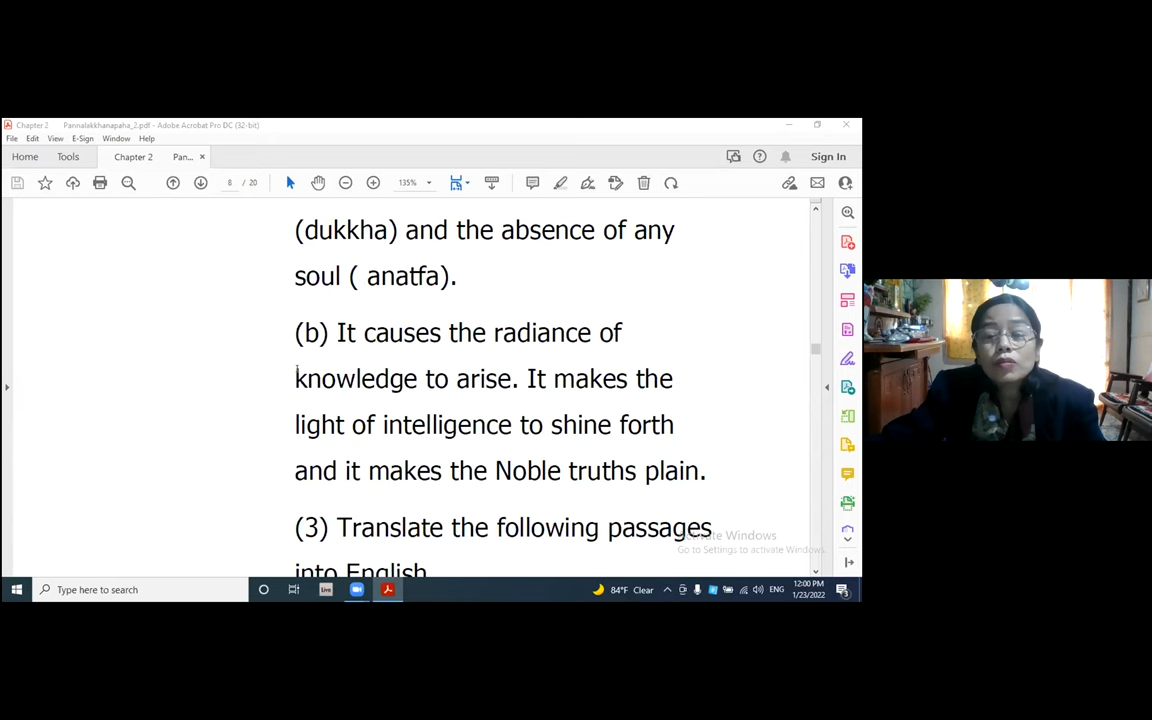 Chapter 2 Pannalakkhanapaha_2.pdf - Adobe Acrobat Pro DC (32-bit)
File Edit View E-Sign Window Help
Home Tools Chapter 2 Pan... × Sign In
8 / 20 135%
(dukkha) and the absence of any
soul ( anatta).
(b) It causes the radiance of
knowledge to arise. It makes the
light of intelligence to shine forth
and it makes the Noble truths plain.
(3) Translate the following passages
into English
Activate Windows
Go to Settings to activate Windows.
Type here to search Live 84°F Clear ENG 12:00 PM
1/23/2022 3